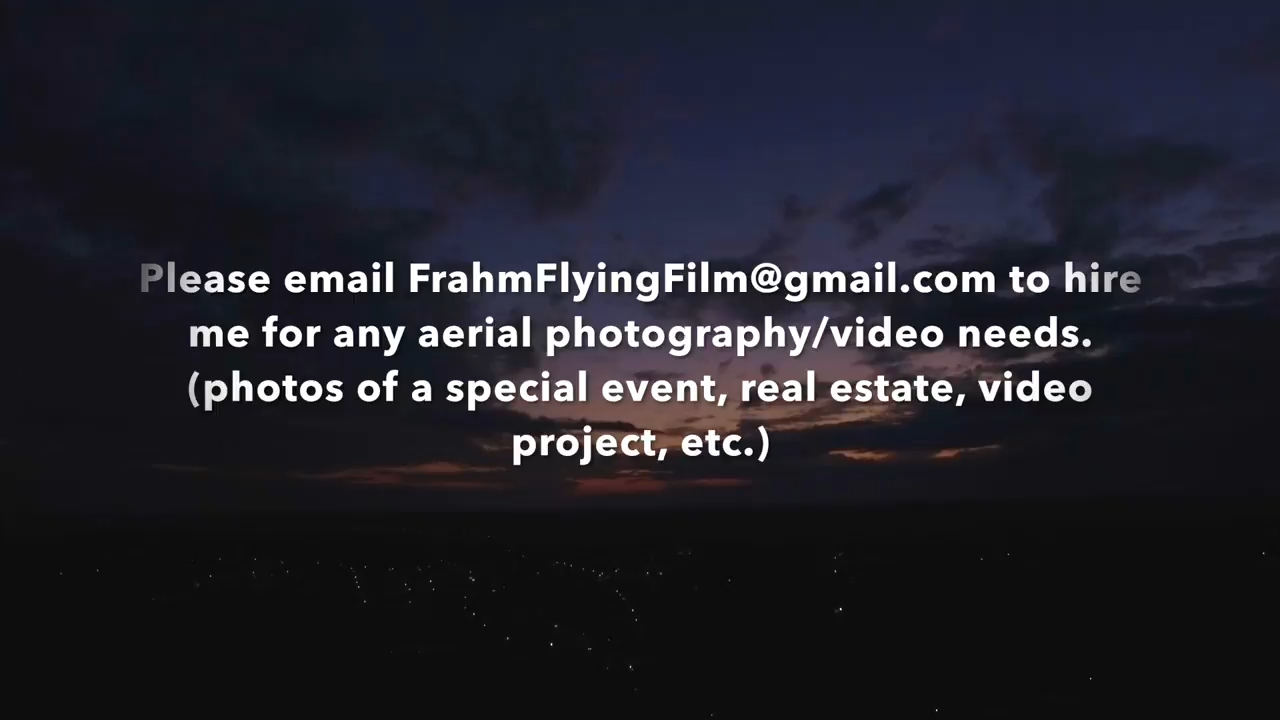 Please email FrahmFlyingFilm@gmail.com to hire
me for any aerial photography/video needs.
(photos of a special event, real estate, video
project, etc.)